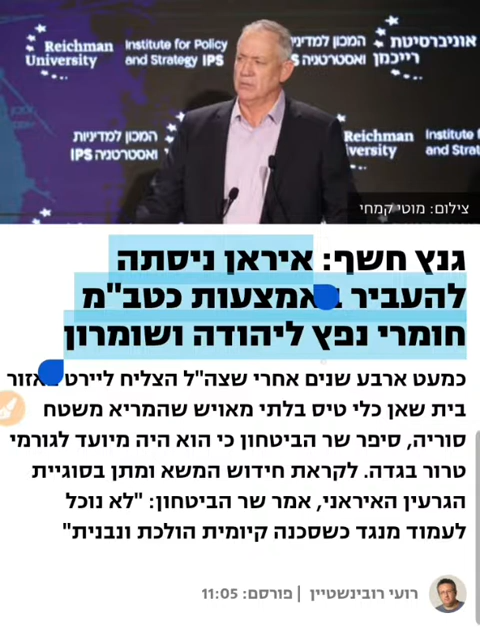 Reichman University
Institute for Policy and Strategy IPS
המכון למדיניות ואסטרטגיה IPS
אוניברסיטת רייכמן
המכון למדיניות ואסטרטגיה IPS
Reichman
Institute
and Strat
צילום: מוטי קמחי
גנץ חשף: איראן ניסתה
להעביר באמצעות כטב"מ
חומרי נפץ ליהודה ושומרון
כמעט ארבע שנים אחרי שצה"ל הצליח ליירט באזור
בית שאן כלי טיס בלתי מאויש שהמריא משטח
סוריה, סיפר שר הביטחון כי הוא היה מיועד לגורמי
טרור בגדה. לקראת חידוש המשא ומתן בסוגיית
הגרעין האיראני, אמר שר הביטחון: "לא נוכל
לעמוד מנגד כשסכנה קיומית הולכת ונבנית"
רועי רובינשטיין | פורסם: 11:05